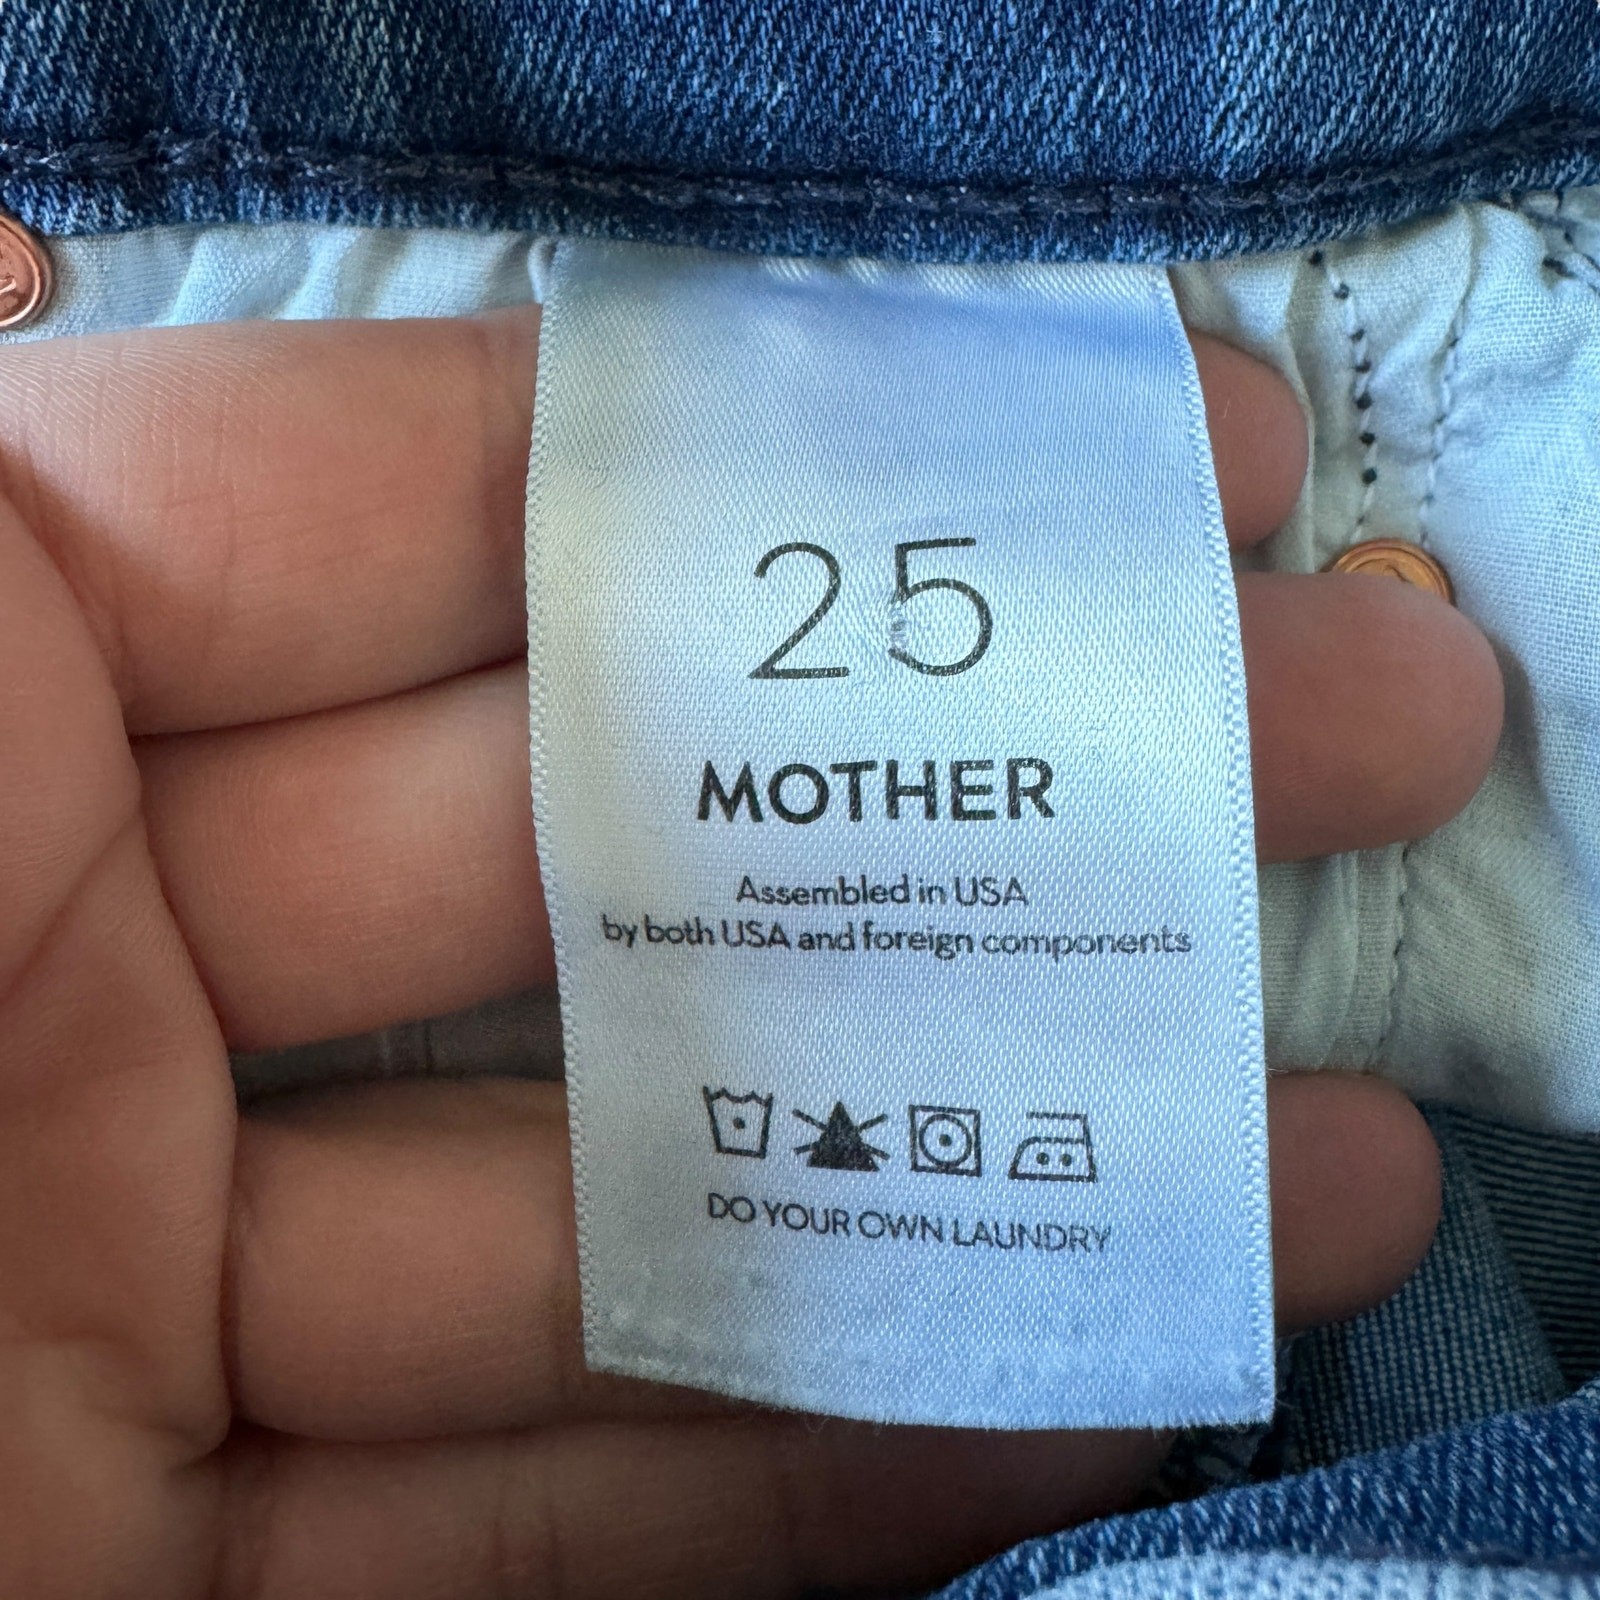 25
MOTHER
Assembled in USA
by both USA and foreign components
DO YOUR OWN LAUNDRY